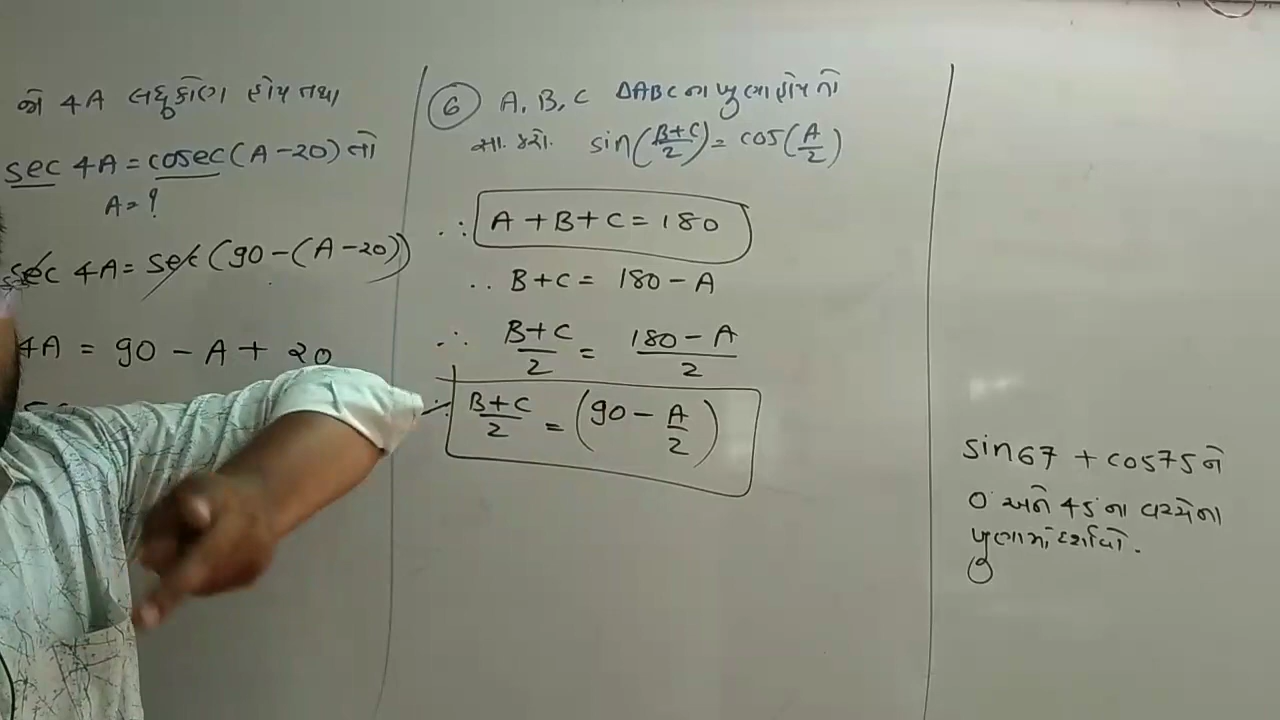 જો 4A લઘુકોણ હોય તથા
sec 4A = cosec(A-20) તો
A = ?
sec 4A = sec(90-(A-20))
4A = 90 - A + 20
6 A, B, C ΔABC ના ખુણા હોય તો
સા. કરો. sin(B+C/2) = cos(A/2)
∴ A + B + C = 180
∴ B + C = 180 - A
∴ B+C/2 = 180 - A/2
∴ B+C/2 = (90 - A/2)
sin67 + cos75 ને
0° અને 45° ના વચ્ચેના
ખુણામાં દર્શાવો.